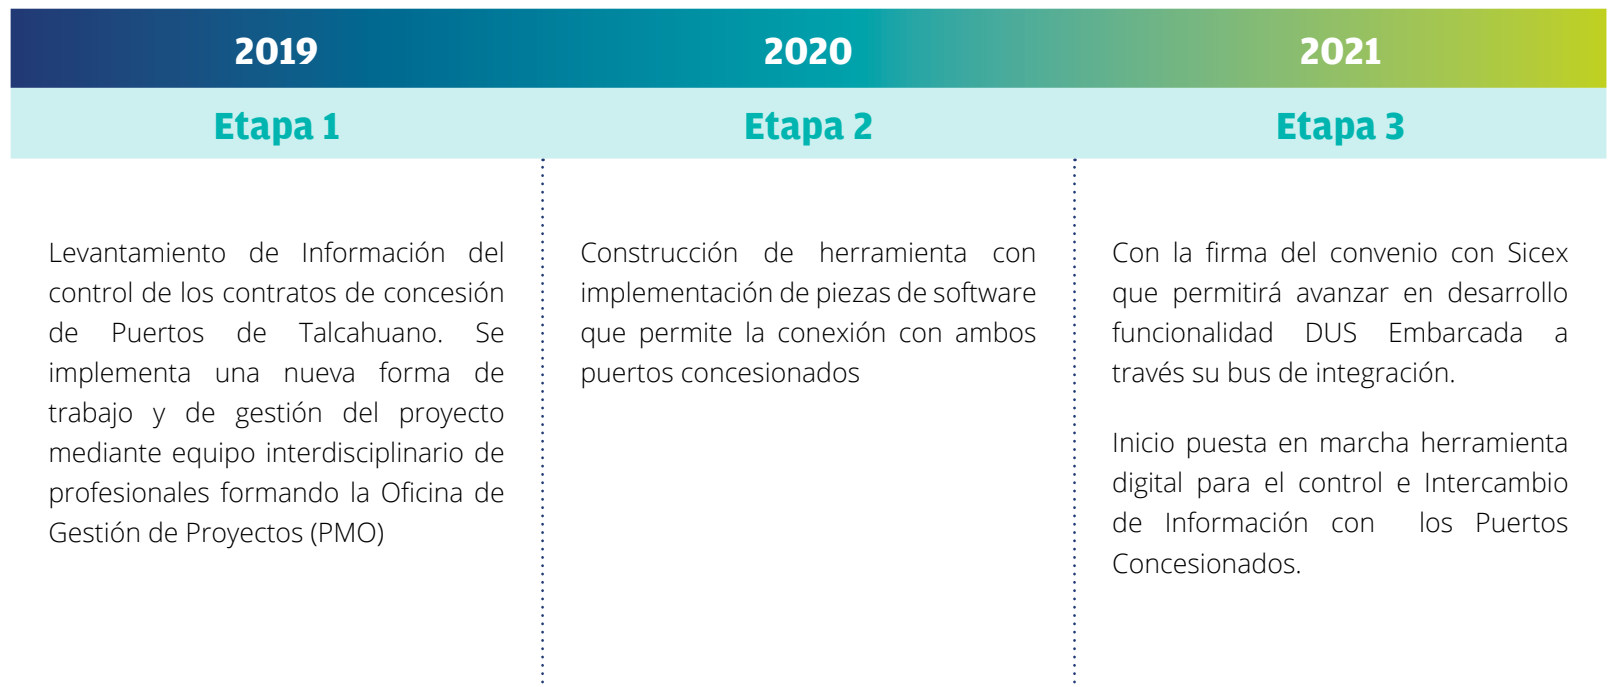 2019
Etapa 1
Levantamiento de Información del
control de los contratos de concesión
de Puertos de Talcahuano. Se
implementa una nueva forma de
trabajo y de gestión del proyecto
mediante equipo interdisciplinario de
profesionales formando la Oficina de
Gestión de Proyectos (PMO)
2020
Etapa 2
Construcción de herramienta con
implementación de piezas de software
que permite la conexión con ambos
puertos concesionados
2021
Etapa 3
Con la firma del convenio con Sicex
que permitirá avanzar en desarrollo
funcionalidad DUS Embarcada a
través su bus de integración.
Inicio puesta en marcha herramienta
digital para el control e Intercambio
de Información con los Puertos
Concesionados.